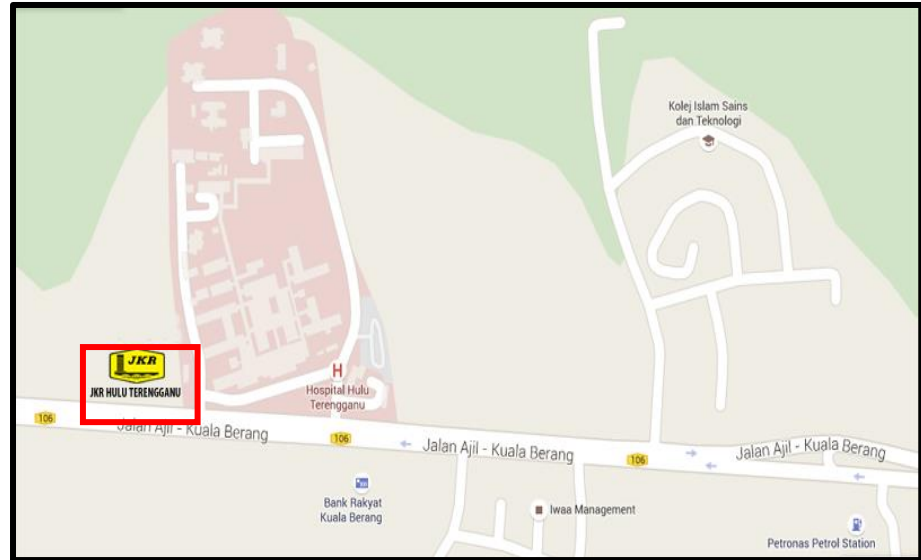 Kolej Islam Sains
dan Teknologi
JKR
JKR HULU TERENGGANU
H
Hospital Hulu
Terengganu
106
Jalan Ajil - Kuala Berang
106
Jalan Ajil - Kuala Berang
106
Jalan Ajil - Kuala Berang
Bank Rakyat
Kuala Berang
Iwaa Management
Petronas Petrol Station